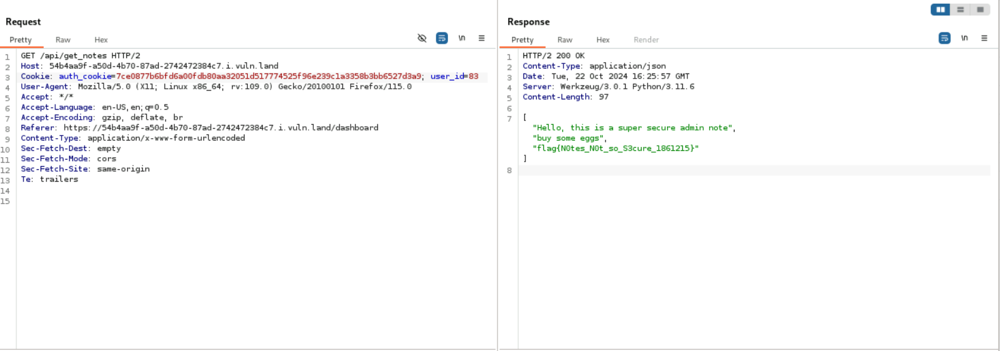 Request
Pretty Raw Hex
\n
1 GET /api/get_notes HTTP/2
2 Host: 54b4aa9f-a50d-4b70-87ad-2742472384c7.i.vuln.land
3 Cookie: auth_cookie=7ce0877b6bfd6a00fdb80aa32051d517774525f96e239c1a3358b3bb6527d3a9; user_id=83
4 User-Agent: Mozilla/5.0 (X11; Linux x86_64; rv:109.0) Gecko/20100101 Firefox/115.0
5 Accept: */*
6 Accept-Language: en-US,en;q=0.5
7 Accept-Encoding: gzip, deflate, br
8 Referer: https://54b4aa9f-a50d-4b70-87ad-2742472384c7.i.vuln.land/dashboard
9 Content-Type: application/x-www-form-urlencoded
10 Sec-Fetch-Dest: empty
11 Sec-Fetch-Mode: cors
12 Sec-Fetch-Site: same-origin
13 Te: trailers
14
15
Response
Pretty Raw Hex Render
\n
1 HTTP/2 200 OK
2 Content-Type: application/json
3 Date: Tue, 22 Oct 2024 16:25:57 GMT
4 Server: Werkzeug/3.0.1 Python/3.11.6
5 Content-Length: 97
6
7 [
"Hello, this is a super secure admin note",
"buy some eggs",
"flag{N0tes_N0t_so_S3cure_1861215}"
]
8